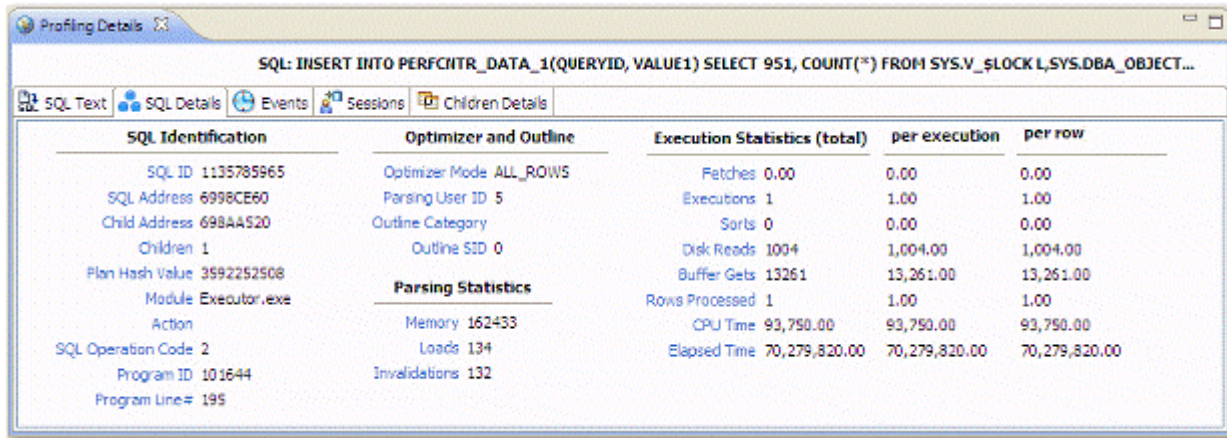 Profiling Details
SQL: INSERT INTO PERFCNTR_DATA_1(QUERYID, VALUE1) SELECT 951, COUNT(*) FROM SYS.V_$LOCK L,SYS.DBA_OBJECT...
SQL Text SQL Details Events Sessions Children Details
SQL Identification
SQL ID 1135785965
SQL Address 6998CE60
Child Address 698AA520
Children 1
Plan Hash Value 3592252508
Module Executor.exe
Action
SQL Operation Code 2
Program ID 101644
Program Line# 195
Optimizer and Outline
Optimizer Mode ALL_ROWS
Parsing User ID 5
Outline Category
Outline SID 0
Parsing Statistics
Memory 162433
Loads 134
Invalidations 132
Execution Statistics (total) per execution per row
Fetches 0.00 0.00 0.00
Executions 1 1.00 1.00
Sorts 0 0.00 0.00
Disk Reads 1004 1,004.00 1,004.00
Buffer Gets 13261 13,261.00 13,261.00
Rows Processed 1 1.00 1.00
CPU Time 93,750.00 93,750.00 93,750.00
Elapsed Time 70,279,820.00 70,279,820.00 70,279,820.00